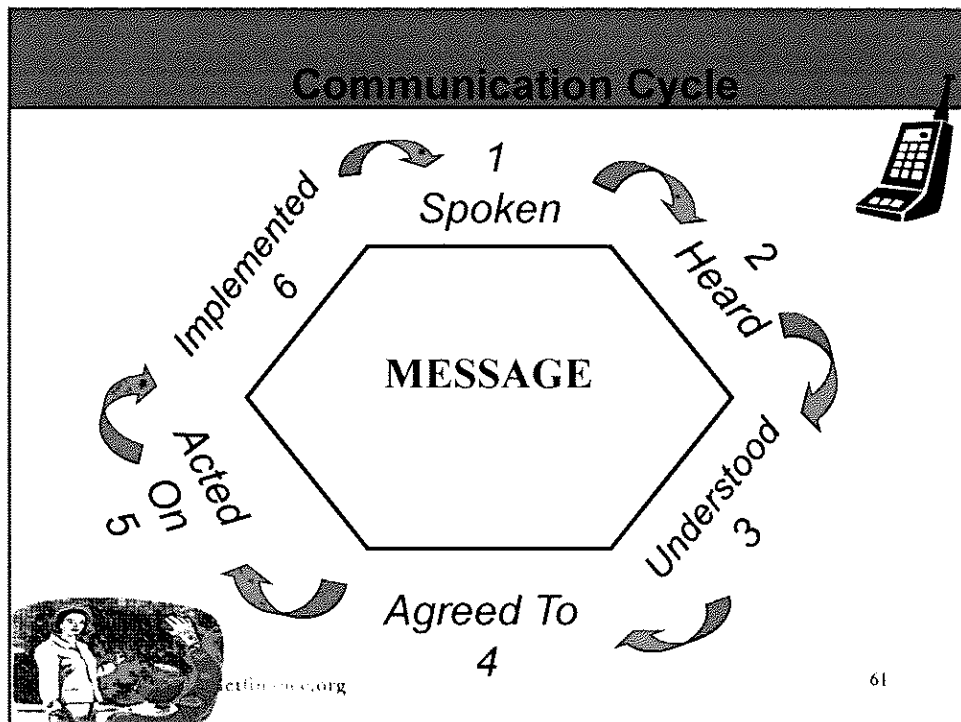 Communication Cycle
1
Spoken
2
Heard
MESSAGE
Understood
3
Agreed To
4
Acted
On
5
Implemented
6
61